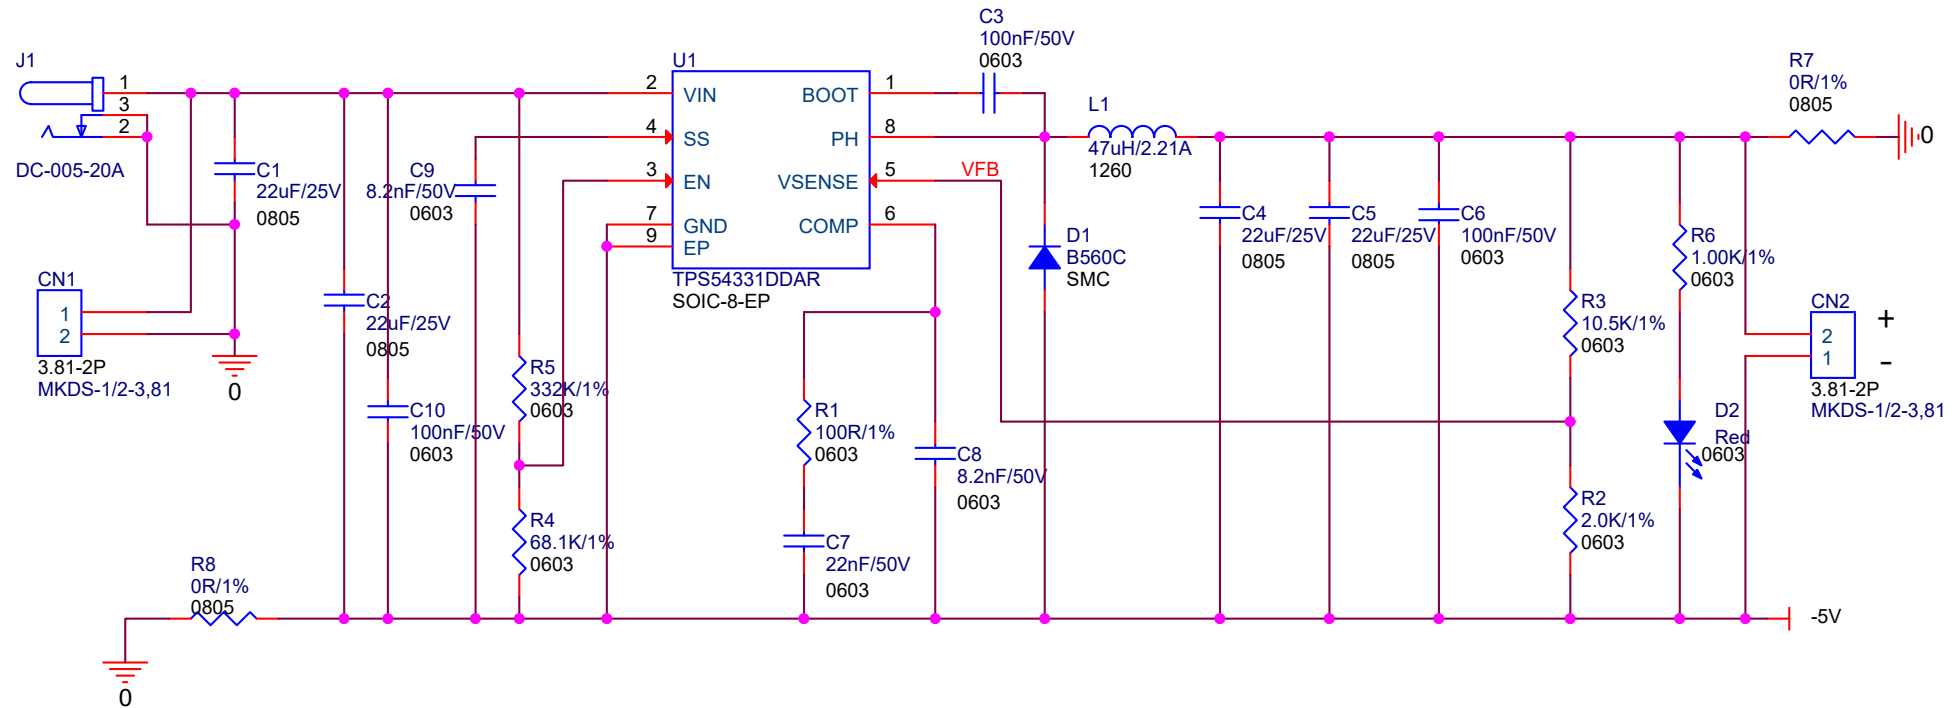 J1
1
3
2
DC-005-20A
C1
22uF/25V
0805
CN1
1
2
3.81-2P
MKDS-1/2-3,81
0
C2
22uF/25V
0805
C10
100nF/50V
0603
C9
8.2nF/50V
0603
R5
332K/1%
0603
R4
68.1K/1%
0603
R8
0R/1%
0805
0
U1
2 VIN
4 SS
3 EN
7 GND
9 EP
BOOT 1
PH 8
VSENSE 5
COMP 6
TPS54331DDAR
SOIC-8-EP
C3
100nF/50V
0603
VFB
L1
47uH/2.21A
1260
D1
B560C
SMC
R1
100R/1%
0603
C7
22nF/50V
0603
C8
8.2nF/50V
0603
C4
22uF/25V
0805
C5
22uF/25V
0805
C6
100nF/50V
0603
R3
10.5K/1%
0603
R2
2.0K/1%
0603
R6
1.00K/1%
0603
D2
Red
0603
R7
0R/1%
0805
0
CN2
2
1
+
-
3.81-2P
MKDS-1/2-3,81
-5V